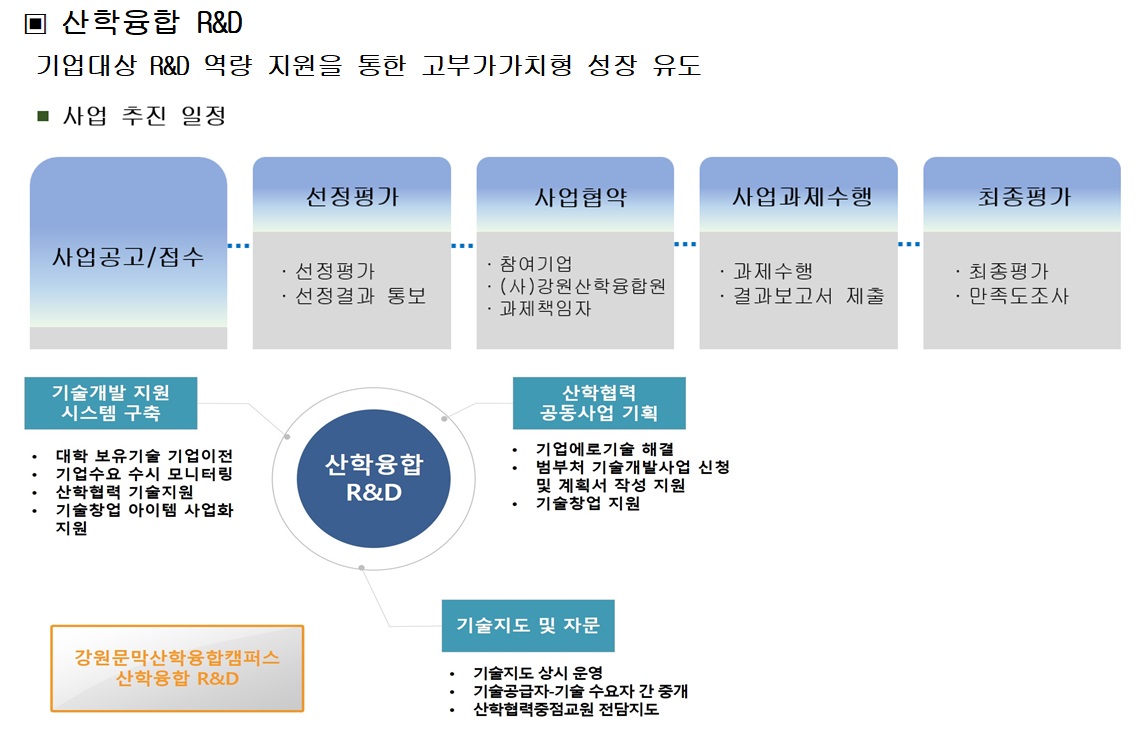 ▣ 산학융합 R&D
기업대상 R&D 역량 지원을 통한 고부가가치형 성장 유도
■ 사업 추진 일정
사업공고/접수
선정평가
· 선정평가
· 선정결과 통보
사업협약
· 참여기업
· (사)강원산학융합원
· 과제책임자
사업과제수행
· 과제수행
· 결과보고서 제출
최종평가
· 최종평가
· 만족도조사
기술개발 지원
시스템 구축
• 대학 보유기술 기업이전
• 기업수요 수시 모니터링
• 산학협력 기술지원
• 기술창업 아이템 사업화
지원
산학융합
R&D
산학협력
공동사업 기획
• 기업에로기술 해결
• 범부처 기술개발사업 신청
및 계획서 작성 지원
• 기술창업 지원
기술지도 및 자문
• 기술지도 상시 운영
• 기술공급자-기술 수요자 간 중개
• 산학협력중점교원 전담지도
강원문막산학융합캠퍼스
산학융합 R&D